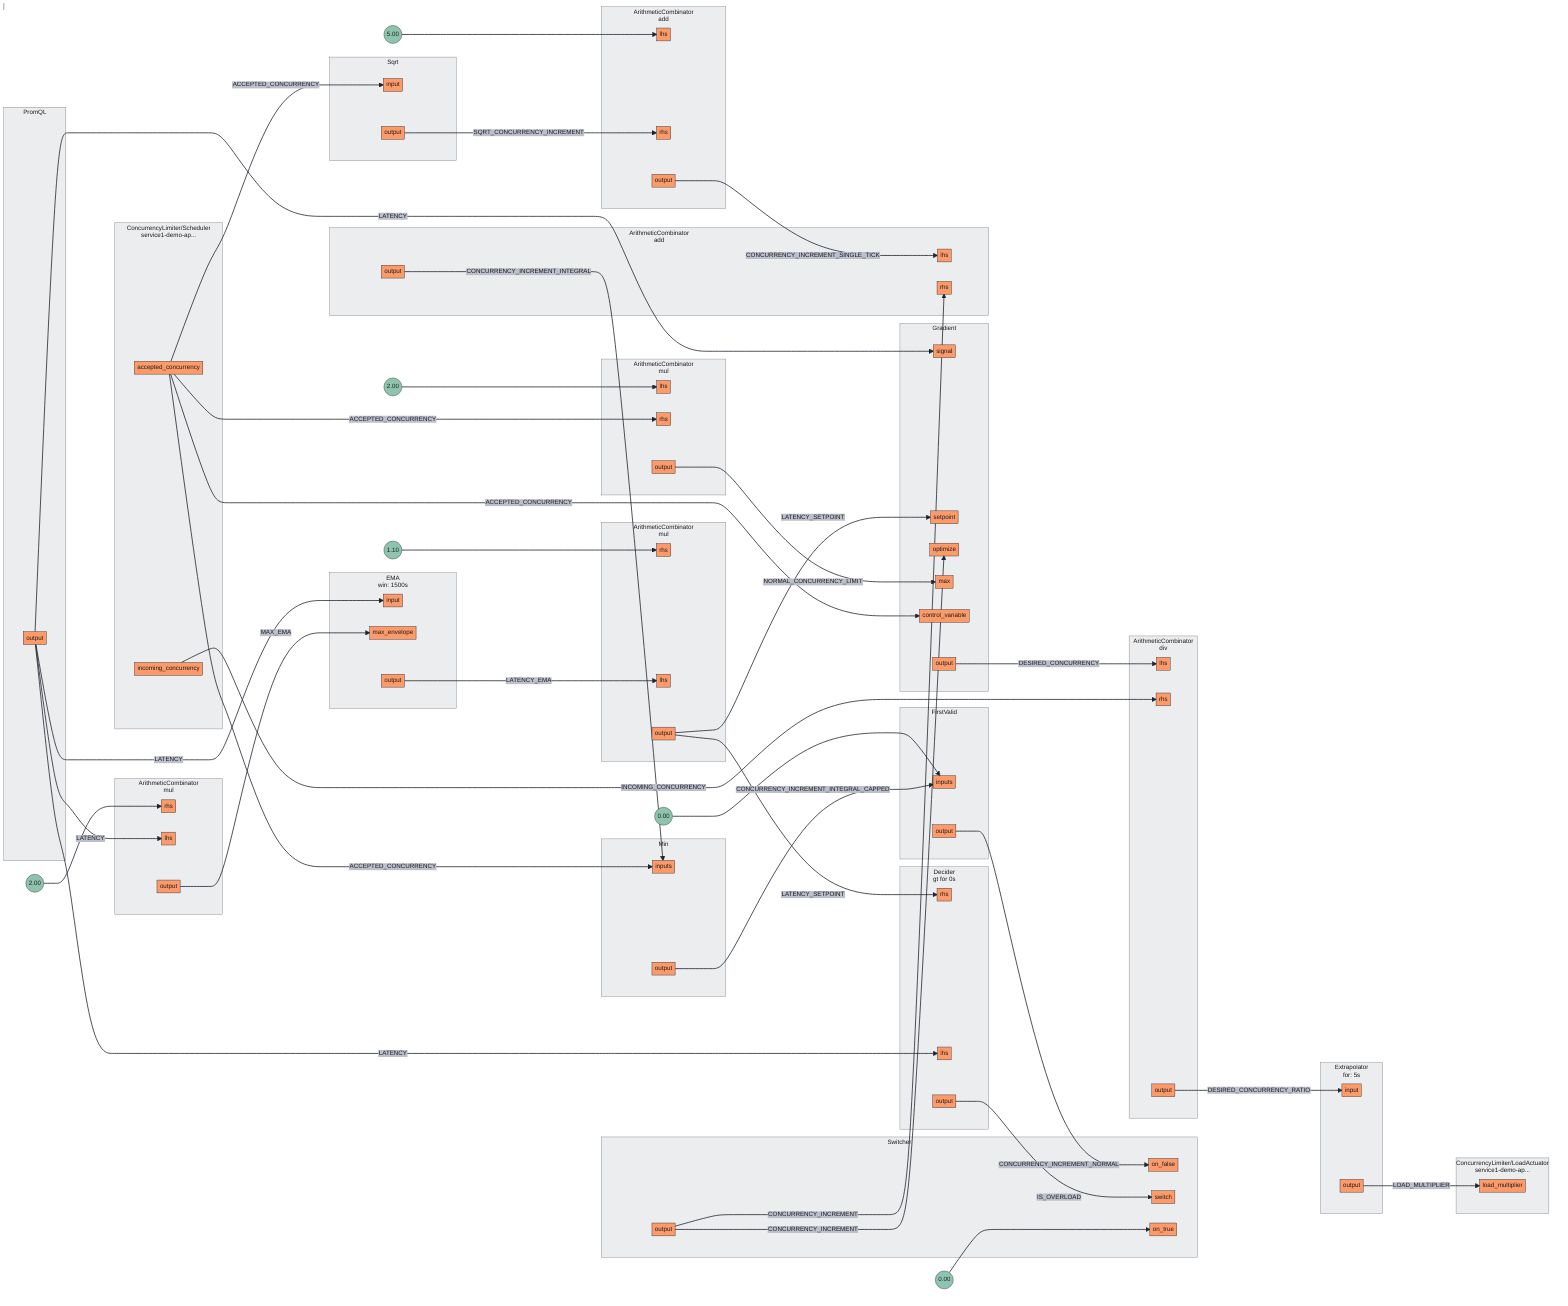 ArithmeticCombinator
add
5.00
lhs
Sqrt
ACCEPTED_CONCURRENCY
input
PromQL
output
SQRT_CONCURRENCY_INCREMENT
rhs
output
LATENCY
ConcurrencyLimiter/Scheduler
service1-demo-ap...
ArithmeticCombinator
add
CONCURRENCY_INCREMENT_SINGLE_TICK
lhs
output
CONCURRENCY_INCREMENT_INTEGRAL
rhs
Gradient
signal
accepted_concurrency
ArithmeticCombinator
mul
2.00
lhs
ACCEPTED_CONCURRENCY
rhs
output
ACCEPTED_CONCURRENCY
LATENCY_SETPOINT
setpoint
ArithmeticCombinator
mul
1.10
rhs
optimize
EMA
win: 1500s
NORMAL_CONCURRENCY_LIMIT
max
input
control_variable
output
MAX_EMA
max_envelope
ArithmeticCombinator
div
incoming_concurrency
output
LATENCY_EMA
lhs
output
DESIRED_CONCURRENCY
lhs
rhs
FirstValid
output
LATENCY
ArithmeticCombinator
mul
inputs
INCOMING_CONCURRENCY
CONCURRENCY_INCREMENT_INTEGRAL_CAPPED
rhs
0.00
LATENCY
lhs
output
Min
2.00
output
ACCEPTED_CONCURRENCY
inputs
Decider
gt for 0s
LATENCY_SETPOINT
rhs
output
LATENCY
lhs
Extrapolator
for: 5s
output
DESIRED_CONCURRENCY_RATIO
input
output
Switcher
CONCURRENCY_INCREMENT_NORMAL
on_false
ConcurrencyLimiter/LoadActuator
service1-demo-ap...
output
LOAD_MULTIPLIER
load_multiplier
IS_OVERLOAD
switch
CONCURRENCY_INCREMENT
output
CONCURRENCY_INCREMENT
on_true
0.00